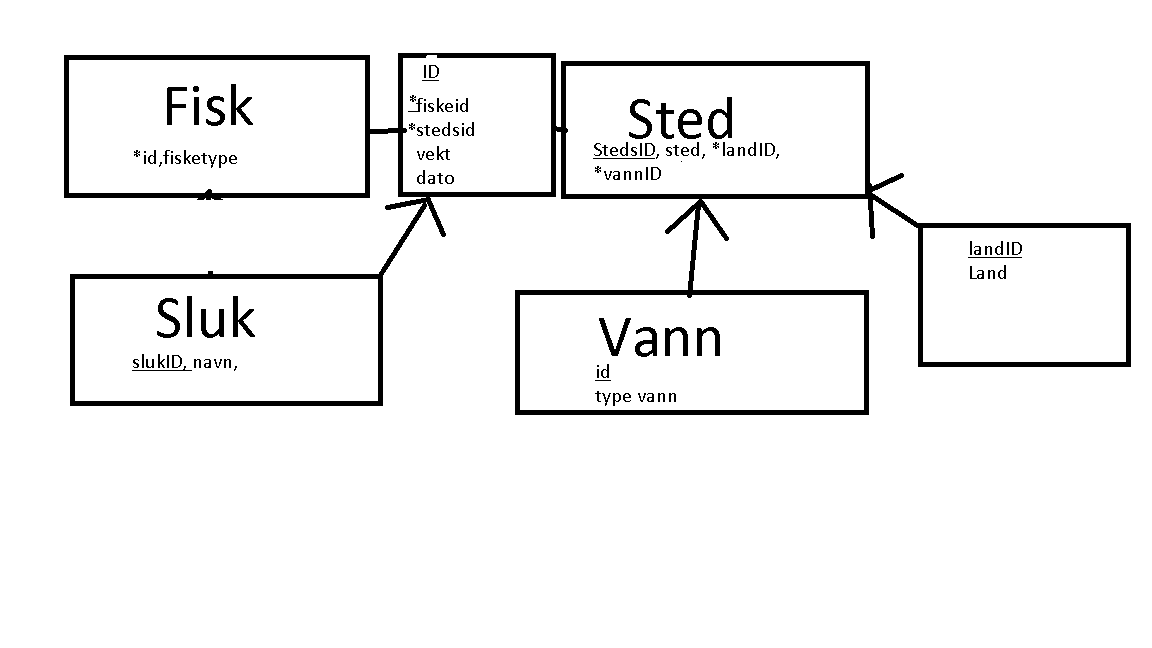 Fisk
*id,fisketype
ID
*fiskeid
*stedsid
vekt
dato
Sted
StedsID, sted, *landID,
*vannID
Sluk
slukID, navn,
Vann
id
type vann
landID
Land